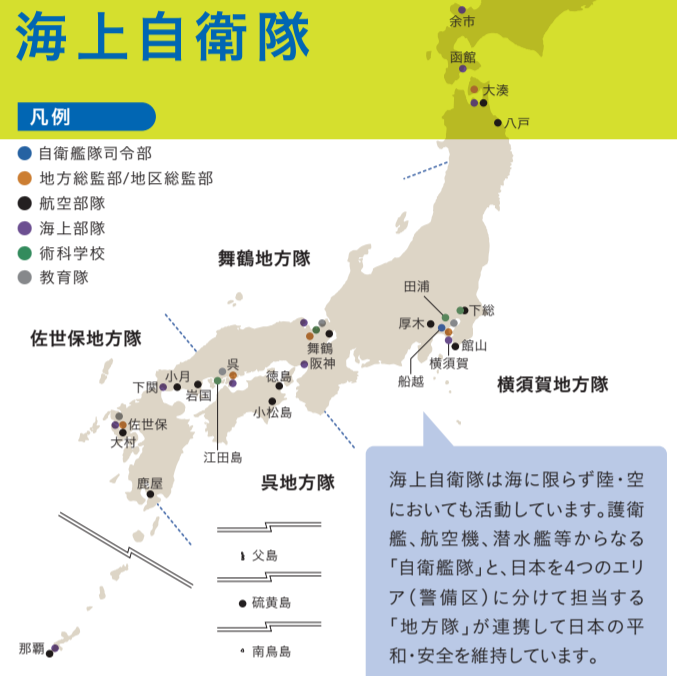 海上自衛隊
凡例
自衛艦隊司令部
地方総監部/地区総監部
航空部隊
海上部隊
術科学校
教育隊
余市
函館
大湊
八戸
舞鶴地方隊
佐世保地方隊
田浦
下総
厚木
館山
横須賀
船越
横須賀地方隊
舞鶴
阪神
呉
徳島
小松島
小月
下関
岩国
江田島
佐世保
大村
鹿屋
呉地方隊
父島
硫黄島
南鳥島
那覇
海上自衛隊は海に限らず陸・空
においても活動しています。護衛
艦、航空機、潜水艦等からなる
「自衛艦隊」と、日本を4つのエリ
ア（警備区）に分けて担当する
「地方隊」が連携して日本の平
和・安全を維持しています。